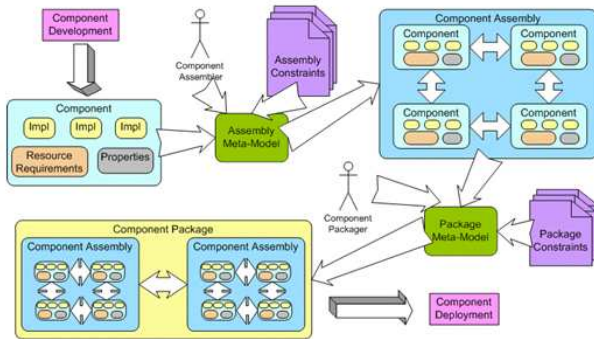 Component
Development
Component
Assembler
Assembly
Constraints
Component Assembly
Component
Component
Component
Component
Component
Impl
Impl
Impl
Resource
Requirements
Properties
Assembly
Meta-Model
Component
Packager
Package
Meta-Model
Package
Constraints
Component Package
Component Assembly
Component Assembly
Component
Deployment